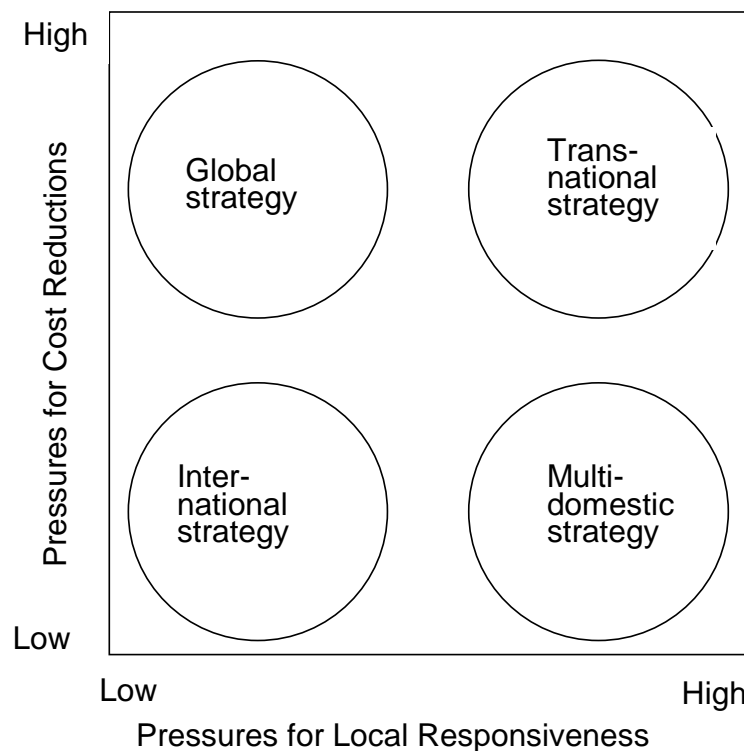 High
Pressures for Cost Reductions
Global
strategy
Trans-
national
strategy
Inter-
national
strategy
Multi-
domestic
strategy
Low
Low
High
Pressures for Local Responsiveness